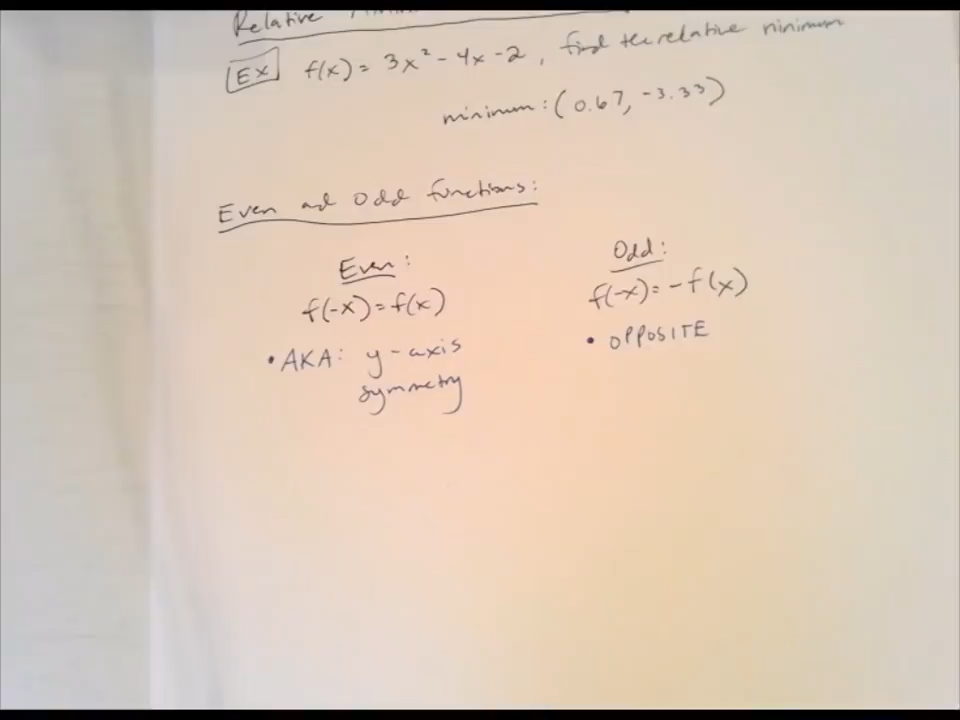 Relative
Ex f(x) = 3x² - 4x - 2, find the relative minimum
minimum: (0.67, -3.33)
Even and Odd functions:
Even:
f(-x) = f(x)
• AKA: y-axis
symmetry
Odd:
f(-x) = -f(x)
• OPPOSITE